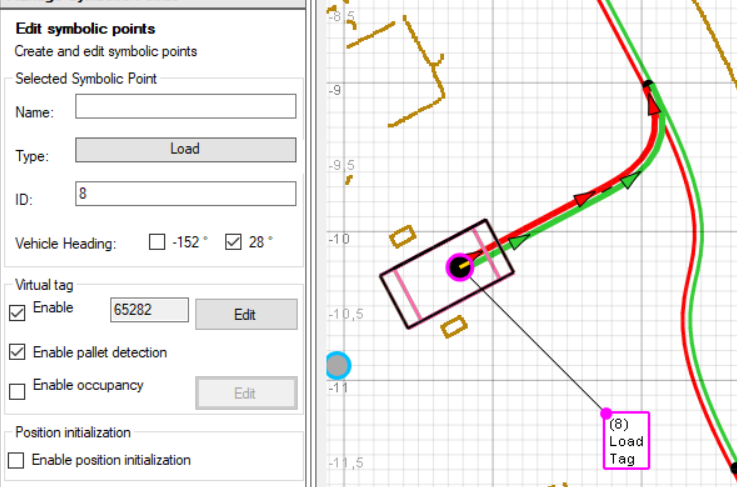 Edit symbolic points
Create and edit symbolic points
Selected Symbolic Point
Name:
Type:
Load
ID:
8
Vehicle Heading:
-152 °
28 °
Virtual tag
Enable
65282
Edit
Enable pallet detection
Enable occupancy
Edit
Position initialization
Enable position initialization
-8,5
-9
-9,5
-10
-10,5
-11
-11,5
(8)
Load
Tag